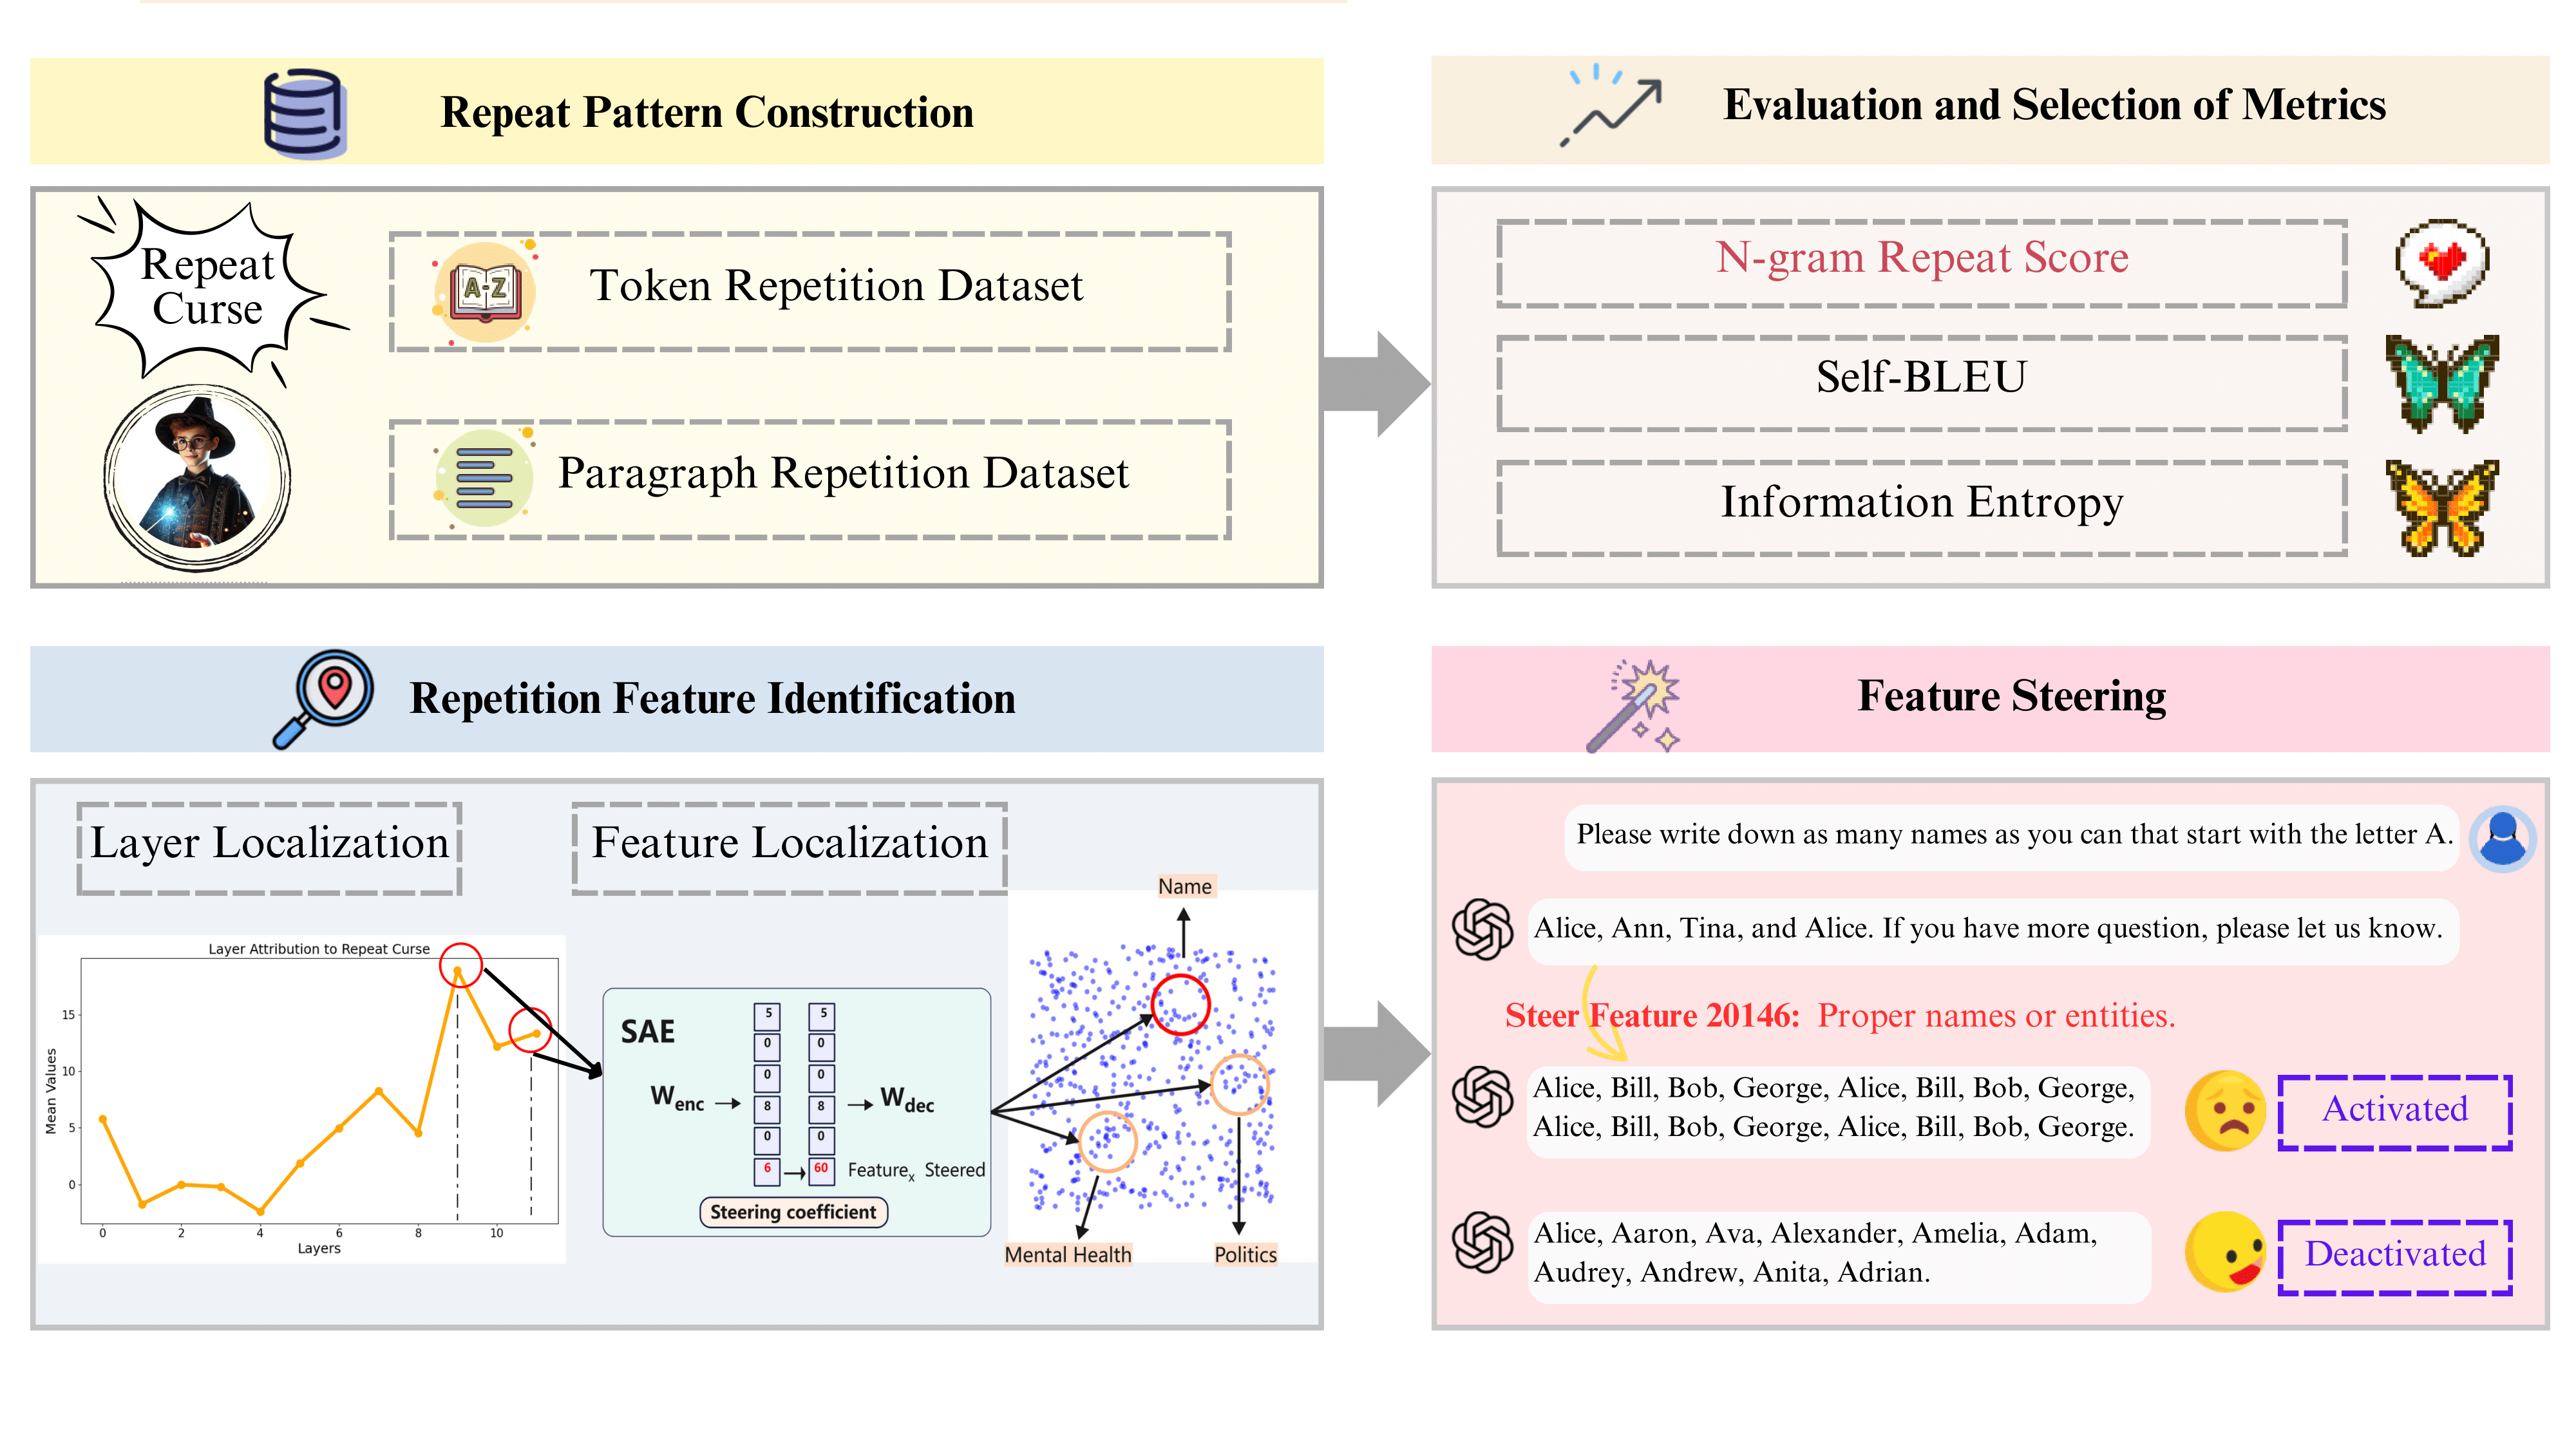 Repeat Pattern Construction
Repeat
Curse
A-Z
Token Repetition Dataset
Paragraph Repetition Dataset
Evaluation and Selection of Metrics
N-gram Repeat Score
Self-BLEU
Information Entropy
Repetition Feature Identification
Layer Localization
Feature Localization
Layer Attribution to Repeat Curse
Mean Values
15
10
5
0
0 2 4 6 8 10
Layers
SAE
W_enc
5 5
0 0
0 0
8 8
0 0
6 60
W_dec
Feature_x Steered
Steering coefficient
Name
Mental Health
Politics
Feature Steering
Please write down as many names as you can that start with the letter A.
Alice, Ann, Tina, and Alice. If you have more question, please let us know.
Steer Feature 20146: Proper names or entities.
Alice, Bill, Bob, George, Alice, Bill, Bob, George,
Alice, Bill, Bob, George, Alice, Bill, Bob, George.
Activated
Alice, Aaron, Ava, Alexander, Amelia, Adam,
Audrey, Andrew, Anita, Adrian.
Deactivated